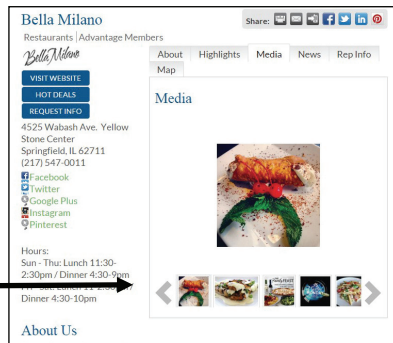 Bella Milano
Share:
Restaurants | Advantage Members
Bella Milano
About Highlights Media News Rep Info
Map
VISIT WEBSITE
HOT DEALS
REQUEST INFO
Media
4525 Wabash Ave. Yellow
Stone Center
Springfield, IL 62711
(217) 547-0011
Facebook
Twitter
Google Plus
Instagram
Pinterest
Hours:
Sun - Thu: Lunch 11:30-
2:30pm / Dinner 4:30-9pm
Dinner 4:30-10pm
About Us